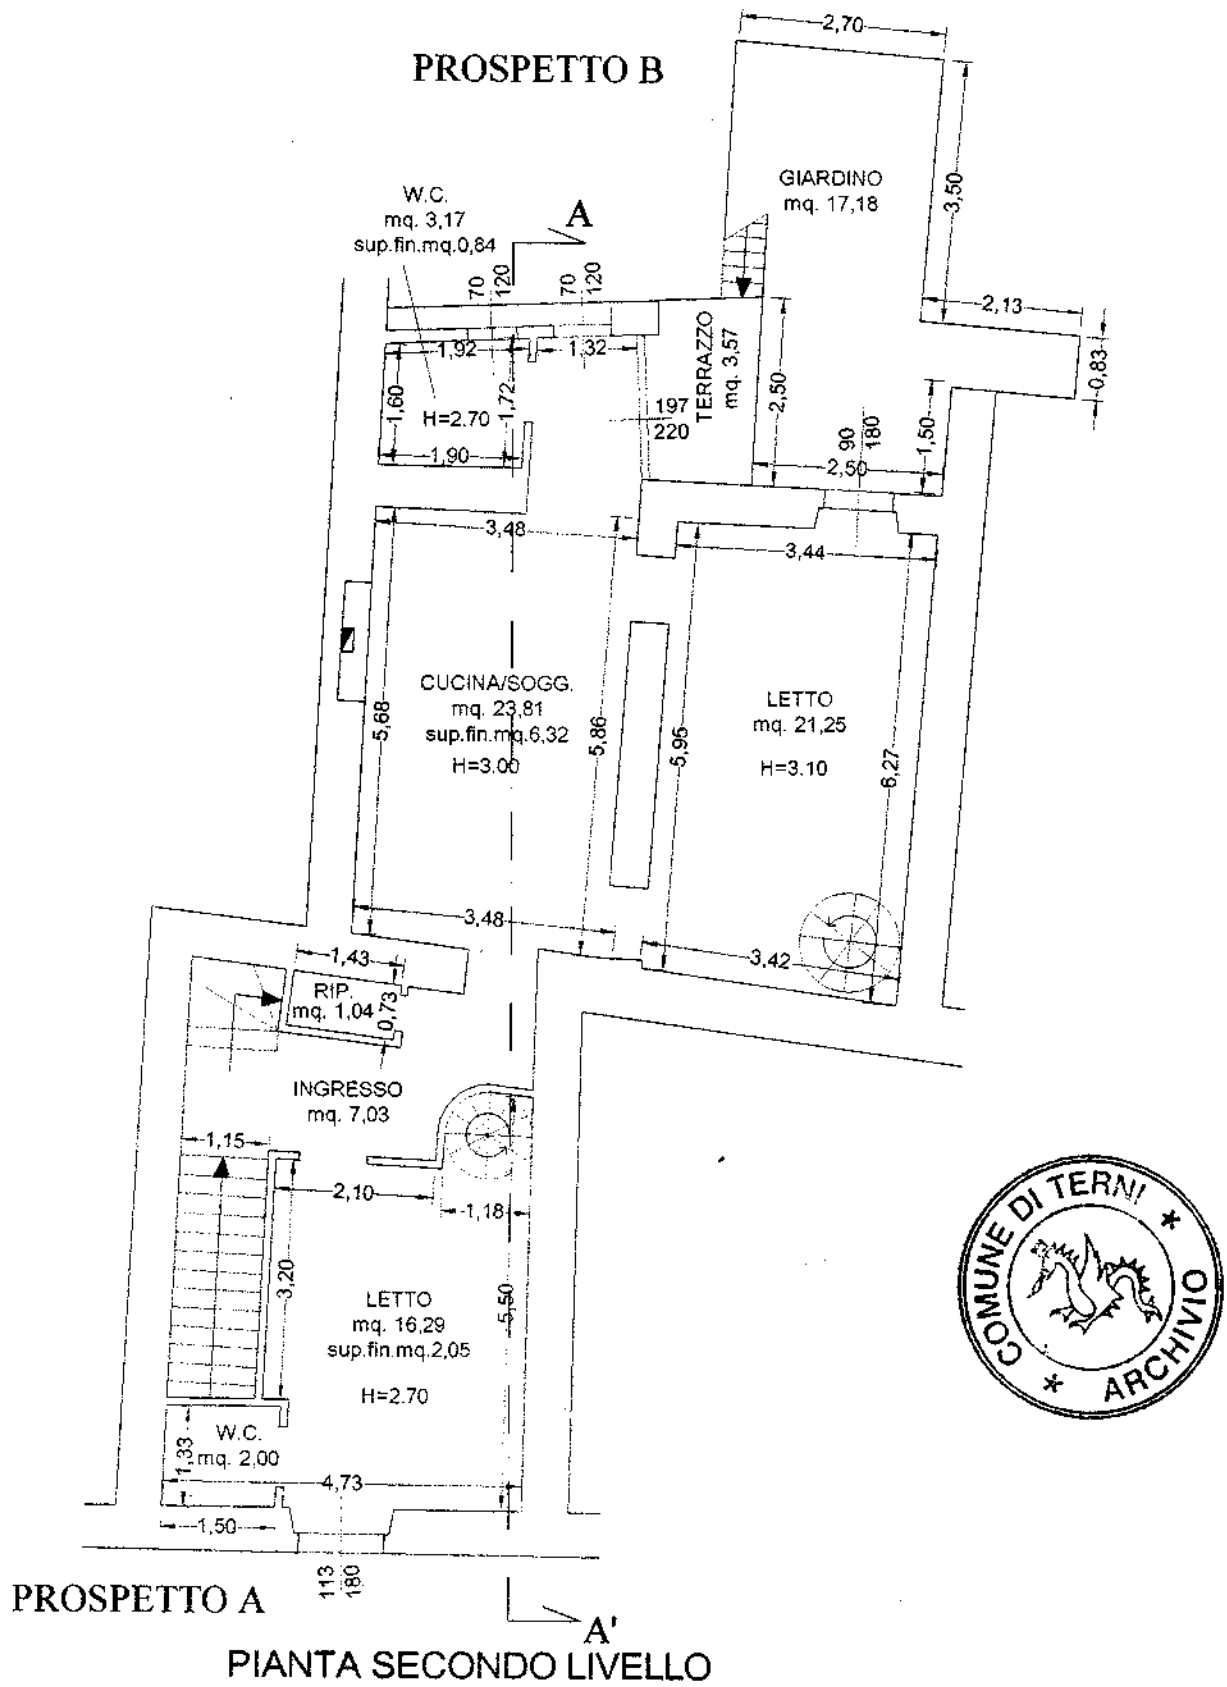 2,70
PROSPETTO B
3,50
GIARDINO
mq. 17,18
W.C.
mq. 3,17
sup.fin.mq.0,84
A
70
120
70
120
2,13
0,83
TERRAZZO
mq. 3,57
1,92
1,32
1,60
1,72
H=2.70
2,50
197
220
90
180
1,50
1,90
2,50
3,48
3,44
CUCINA/SOGG.
mq. 23,81
sup.fin.mq.6,32
H=3.00
5,68
5,86
5,95
LETTO
mq. 21,25
H=3.10
6,27
3,48
3,42
1,43
RIP.
mq. 1,04
0,73
INGRESSO
mq. 7,03
1,15
2,10
1,18
3,20
5,50
LETTO
mq. 16,29
sup.fin.mq.2,05
H=2.70
COMUNE DI TERNI
* ARCHIVIO *
W.C.
mq. 2,00
1,33
4,73
1,50
113
180
PROSPETTO A
A'
PIANTA SECONDO LIVELLO